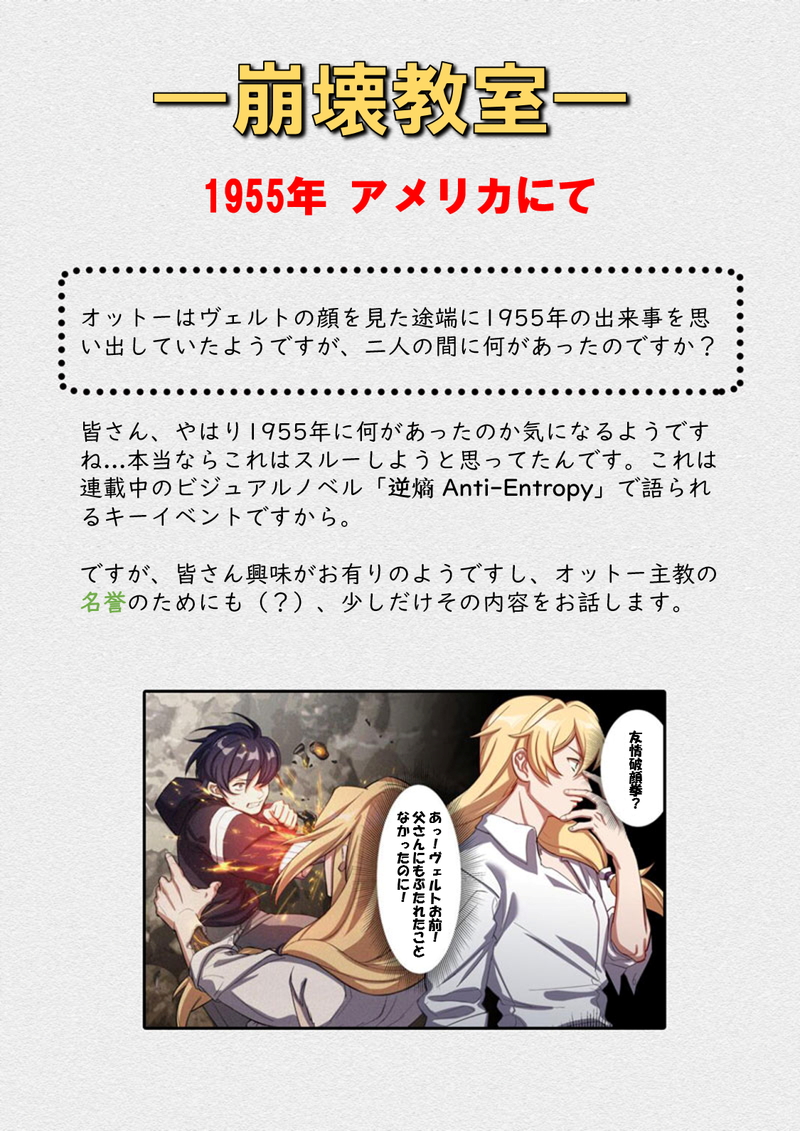 ―崩壊教室―
1955年 アメリカにて
オットーはヴェルトの顔を見た途端に1955年の出来事を思
い出していたようですが、二人の間に何があったのですか？
皆さん、やはり1955年に何があったのか気になるようです
ね…本当ならこれはスルーしようと思ってたんです。これは
連載中のビジュアルノベル「逆熵 Anti-Entropy」で語られ
るキーイベントですから。
ですが、皆さん興味がお有りのようですし、オットー主教の
名誉のためにも（？）、少しだけその内容をお話します。
友情破顔拳？
あっ！ヴェルトお前！
父さんにもぶたれたこと
なかったのに！